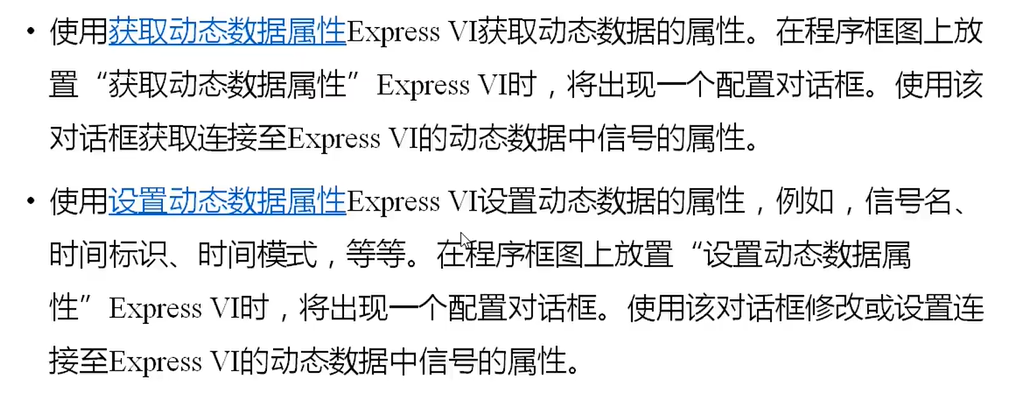 • 使用获取动态数据属性Express VI获取动态数据的属性。在程序框图上放
置“获取动态数据属性”Express VI时，将出现一个配置对话框。使用该
对话框获取连接至Express VI的动态数据中信号的属性。
• 使用设置动态数据属性Express VI设置动态数据的属性，例如，信号名、
时间标识、时间模式，等等。在程序框图上放置“设置动态数据属
性”Express VI时，将出现一个配置对话框。使用该对话框修改或设置连
接至Express VI的动态数据中信号的属性。